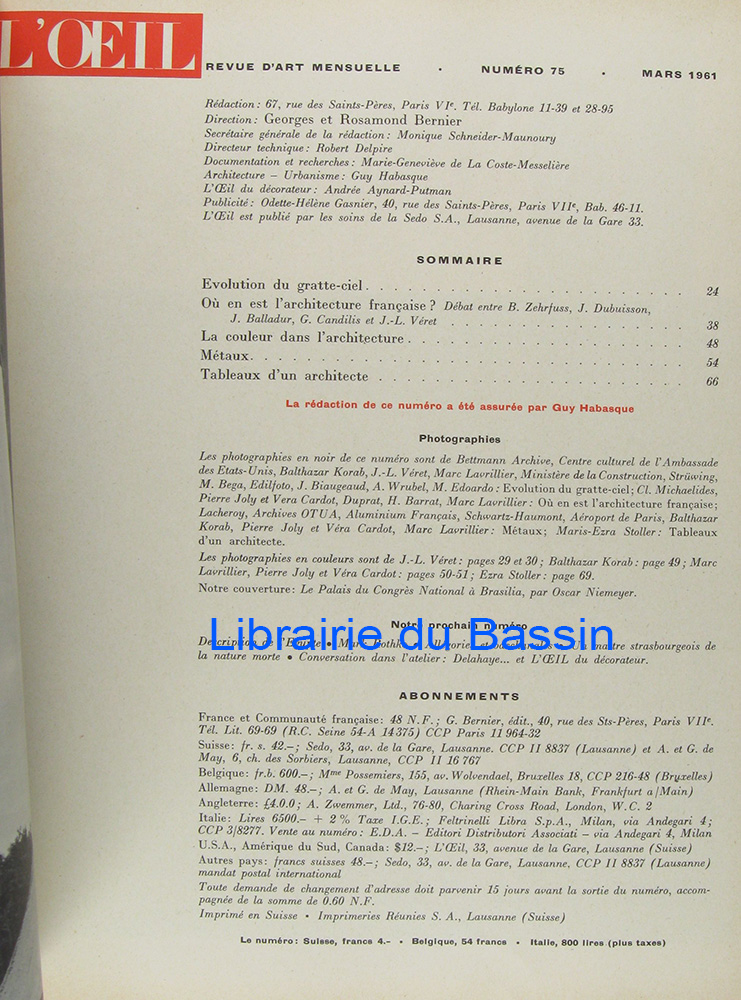 L'ŒIL
REVUE D'ART MENSUELLE • NUMÉRO 75 • MARS 1961
Rédaction: 67, rue des Saints-Pères, Paris VIe. Tél. Babylone 11-39 et 28-95
Direction: Georges et Rosamond Bernier
Secrétaire générale de la rédaction: Monique Schneider-Maunoury
Directeur technique: Robert Delpire
Documentation et recherches: Marie-Geneviève de La Coste-Messelière
Architecture – Urbanisme: Guy Habasque
L'Œil du décorateur: Andrée Aynard-Putman
Publicité: Odette-Hélène Gasnier, 40, rue des Saints-Pères, Paris VIIe, Bab. 46-11.
L'Œil est publié par les soins de la Sedo S.A., Lausanne, avenue de la Gare 33.
SOMMAIRE
Evolution du gratte-ciel . . . . . . . . . . . . . . . . . . . . 24
Où en est l'architecture française? Débat entre B. Zehrfuss, J. Dubuisson,
J. Balladur, G. Candilis et J.-L. Véret . . . . . . . . . . . . . . . 38
La couleur dans l'architecture . . . . . . . . . . . . . . . . . . 48
Métaux. . . . . . . . . . . . . . . . . . . . . . . . . . . 54
Tableaux d'un architecte . . . . . . . . . . . . . . . . . . . . 66
La rédaction de ce numéro a été assurée par Guy Habasque
Photographies
Les photographies en noir de ce numéro sont de Bettmann Archive, Centre culturel de l'Ambassade
des Etats-Unis, Balthazar Korab, J.-L. Véret, Marc Lavrillier, Ministère de la Construction, Strüwing,
M. Bega, Edilfoto, J. Biaugeaud, A. Wrubel, M. Edoardo: Evolution du gratte-ciel; Cl. Michaelides,
Pierre Joly et Vera Cardot, Duprat, H. Barrat, Marc Lavrillier: Où en est l'architecture française;
Lacheroy, Archives OTUA, Aluminium Français, Schwartz-Haumont, Aéroport de Paris, Balthazar
Korab, Pierre Joly et Véra Cardot, Marc Lavrillier: Métaux; Maris-Ezra Stoller: Tableaux
d'un architecte.
Les photographies en couleurs sont de J.-L. Véret: pages 29 et 30; Balthazar Korab: page 49; Marc
Lavrillier, Pierre Joly et Véra Cardot: pages 50-51; Ezra Stoller: page 69.
Notre couverture: Le Palais du Congrès National à Brasilia, par Oscar Niemeyer.
Notre prochain numéro
Librairie du Bassin
Description de l'Egypte • Mark Rothko • Allégories et bacchanales • Un maître strasbourgeois de
la nature morte • Conversation dans l'atelier: Delahaye... et L'ŒIL du décorateur.
ABONNEMENTS
France et Communauté française: 48 N.F.; G. Bernier, édit., 40, rue des Sts-Pères, Paris VIIe.
Tél. Lit. 69-69 (R.C. Seine 54-A 14375) CCP Paris 11 964-32
Suisse: fr. s. 42.–; Sedo, 33, av. de la Gare, Lausanne. CCP II 8837 (Lausanne) et A. et G. de
May, 6, ch. des Sorbiers, Lausanne, CCP II 16 767
Belgique: fr.b. 600.–; Mme Possemiers, 155, av. Wolvendael, Bruxelles 18, CCP 216-48 (Bruxelles)
Allemagne: DM. 48.–; A. et G. de May, Lausanne (Rhein-Main Bank, Frankfurt a/Main)
Angleterre: £4.0.0; A. Zwemmer, Ltd., 76-80, Charing Cross Road, London, W.C. 2
Italie: Lires 6500.– + 2 % Taxe I.G.E.; Feltrinelli Libra S.p.A., Milan, via Andegari 4;
CCP 3/8277. Vente au numéro: E.D.A. – Editori Distributori Associati – via Andegari 4, Milan
U.S.A., Amérique du Sud, Canada: $12.–; L'Œil, 33, avenue de la Gare, Lausanne (Suisse)
Autres pays: francs suisses 48.–; Sedo, 33, av. de la Gare, Lausanne, CCP II 8837 (Lausanne)
mandat postal international
Toute demande de changement d'adresse doit parvenir 15 jours avant la sortie du numéro, accom-
pagnée de la somme de 0.60 N.F.
Imprimé en Suisse • Imprimeries Réunies S. A., Lausanne (Suisse)
Le numéro: Suisse, francs 4.- • Belgique, 54 francs • Italie, 800 lires (plus taxes)